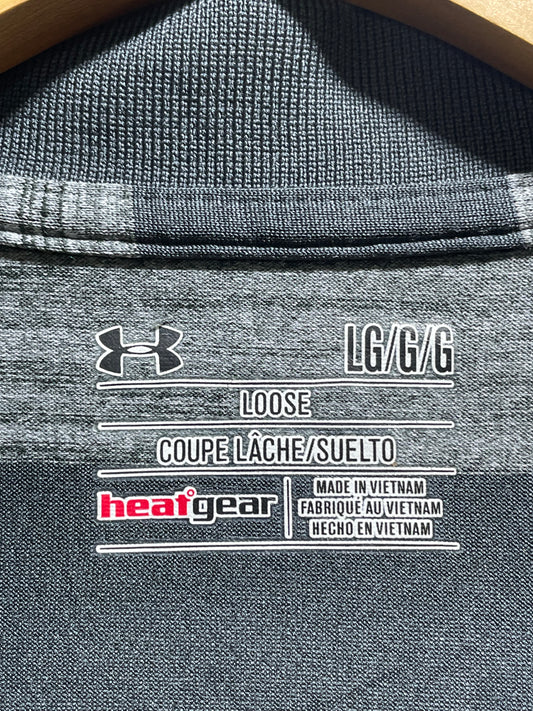 LG/G/G
LOOSE
COUPE LÂCHE/SUELTO
heatgear
MADE IN VIETNAM
FABRIQUÉ AU VIETNAM
HECHO EN VIETNAM